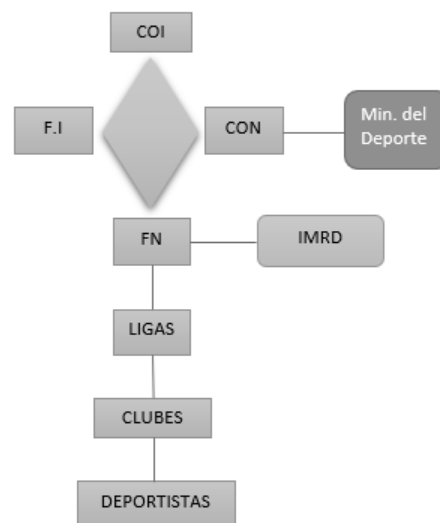 COI
F.I
CON
Min. del
Deporte
FN
IMRD
LIGAS
CLUBES
DEPORTISTAS